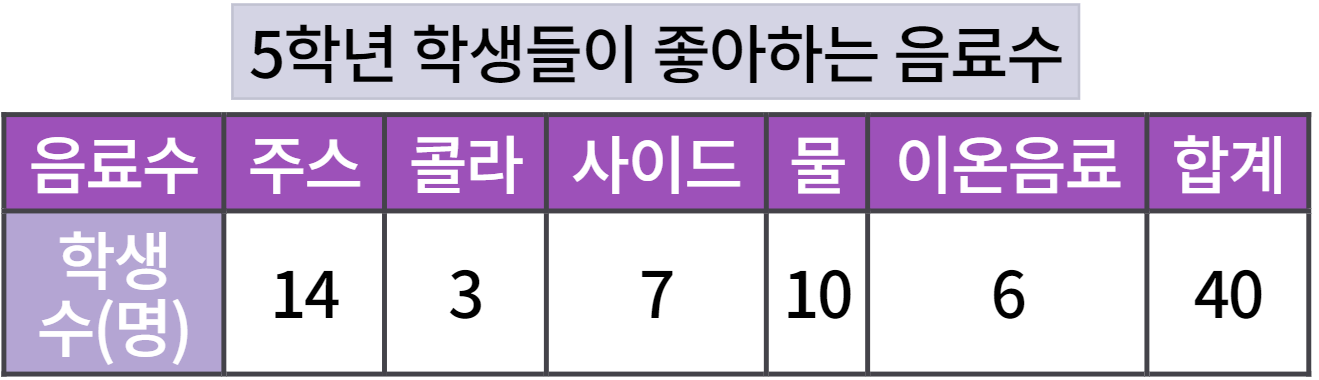 5학년 학생들이 좋아하는 음료수
음료수 주스 콜라 사이드 물 이온음료 합계
학생
수(명) 14 3 7 10 6 40